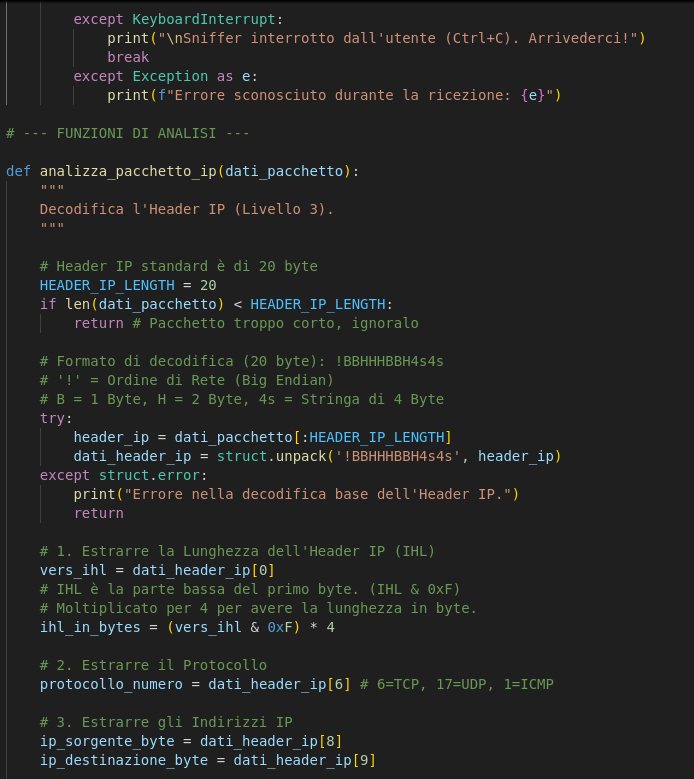 except KeyboardInterrupt:
print("\nSniffer interrotto dall'utente (Ctrl+C). Arrivederci!")
break
except Exception as e:
print(f"Errore sconosciuto durante la ricezione: {e}")
# --- FUNZIONI DI ANALISI ---
def analizza_pacchetto_ip(dati_pacchetto):
"""
Decodifica l'Header IP (Livello 3).
"""
# Header IP standard è di 20 byte
HEADER_IP_LENGTH = 20
if len(dati_pacchetto) < HEADER_IP_LENGTH:
return # Pacchetto troppo corto, ignoralo
# Formato di decodifica (20 byte): !BBHHHBBH4s4s
# '!' = Ordine di Rete (Big Endian)
# B = 1 Byte, H = 2 Byte, 4s = Stringa di 4 Byte
try:
header_ip = dati_pacchetto[:HEADER_IP_LENGTH]
dati_header_ip = struct.unpack('!BBHHHBBH4s4s', header_ip)
except struct.error:
print("Errore nella decodifica base dell'Header IP.")
return
# 1. Estrarre la Lunghezza dell'Header IP (IHL)
vers_ihl = dati_header_ip[0]
# IHL è la parte bassa del primo byte. (IHL & 0xF)
# Moltiplicato per 4 per avere la lunghezza in byte.
ihl_in_bytes = (vers_ihl & 0xF) * 4
# 2. Estrarre il Protocollo
protocollo_numero = dati_header_ip[6] # 6=TCP, 17=UDP, 1=ICMP
# 3. Estrarre gli Indirizzi IP
ip_sorgente_byte = dati_header_ip[8]
ip_destinazione_byte = dati_header_ip[9]